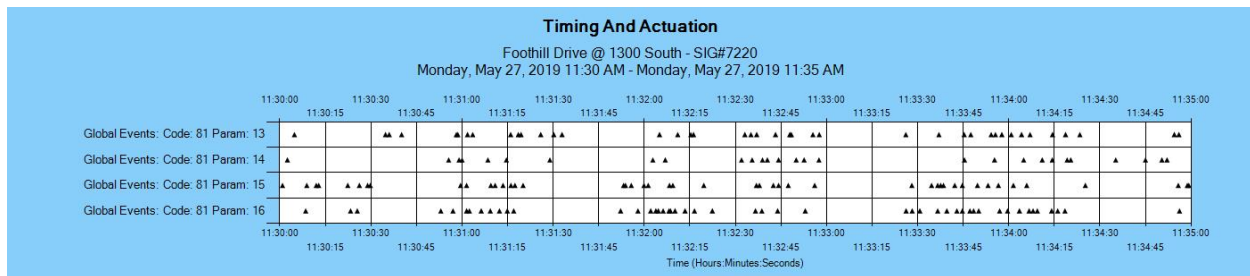 Timing And Actuation
Foothill Drive @ 1300 South - SIG#7220
Monday, May 27, 2019 11:30 AM - Monday, May 27, 2019 11:35 AM
11:30:00 11:30:30 11:31:00 11:31:30 11:32:00 11:32:30 11:33:00 11:33:30 11:34:00 11:34:30 11:35:00
11:30:15 11:30:45 11:31:15 11:31:45 11:32:15 11:32:45 11:33:15 11:33:45 11:34:15 11:34:45
Global Events: Code: 81 Param: 13
Global Events: Code: 81 Param: 14
Global Events: Code: 81 Param: 15
Global Events: Code: 81 Param: 16
11:30:00 11:30:30 11:31:00 11:31:30 11:32:00 11:32:30 11:33:00 11:33:30 11:34:00 11:34:30 11:35:00
11:30:15 11:30:45 11:31:15 11:31:45 11:32:15 11:32:45 11:33:15 11:33:45 11:34:15 11:34:45
Time (Hours:Minutes:Seconds)